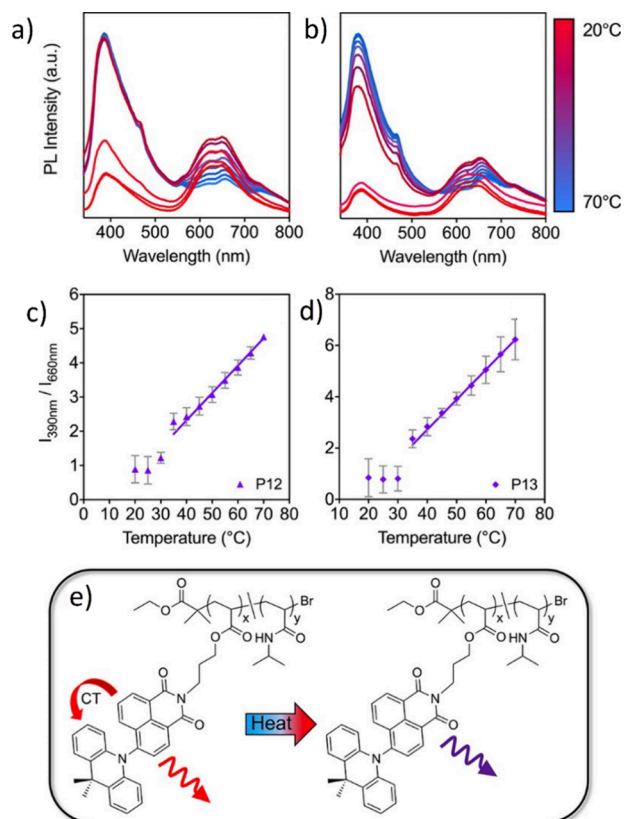 a)
b)
PL Intensity (a.u.)
400 500 600 700 800
Wavelength (nm)
400 500 600 700 800
Wavelength (nm)
20°C
70°C
c)
d)
I390nm / I660nm
6
5
4
3
2
1
0
0 10 20 30 40 50 60 70 80
Temperature (°C)
P12
8
6
4
2
0
10 20 30 40 50 60 70 80
Temperature (°C)
P13
e)
O
O
x
y
Br
O
O
HN
O
O
N
O
CT
N
Heat
O
O
x
y
Br
O
O
HN
O
O
N
O
N